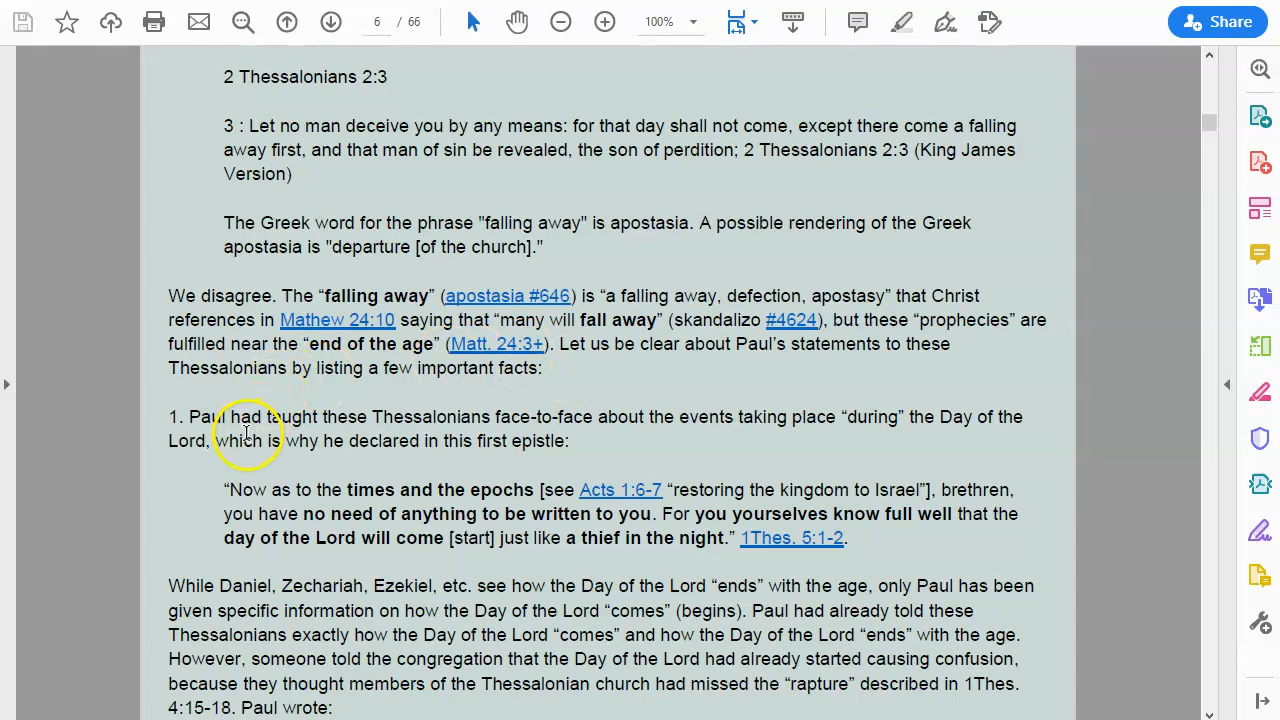 6 / 66
100%
Share
2 Thessalonians 2:3
3 : Let no man deceive you by any means: for that day shall not come, except there come a falling
away first, and that man of sin be revealed, the son of perdition; 2 Thessalonians 2:3 (King James
Version)
The Greek word for the phrase "falling away" is apostasia. A possible rendering of the Greek
apostasia is "departure [of the church]."
We disagree. The “falling away” (apostasia #646) is “a falling away, defection, apostasy” that Christ
references in Mathew 24:10 saying that “many will fall away” (skandalizo #4624), but these “prophecies” are
fulfilled near the “end of the age” (Matt. 24:3+). Let us be clear about Paul’s statements to these
Thessalonians by listing a few important facts:
1. Paul had taught these Thessalonians face-to-face about the events taking place “during” the Day of the
Lord, which is why he declared in this first epistle:
“Now as to the times and the epochs [see Acts 1:6-7 “restoring the kingdom to Israel”], brethren,
you have no need of anything to be written to you. For you yourselves know full well that the
day of the Lord will come [start] just like a thief in the night.” 1Thes. 5:1-2.
While Daniel, Zechariah, Ezekiel, etc. see how the Day of the Lord “ends” with the age, only Paul has been
given specific information on how the Day of the Lord “comes” (begins). Paul had already told these
Thessalonians exactly how the Day of the Lord “comes” and how the Day of the Lord “ends” with the age.
However, someone told the congregation that the Day of the Lord had already started causing confusion,
because they thought members of the Thessalonian church had missed the “rapture” described in 1Thes.
4:15-18. Paul wrote: